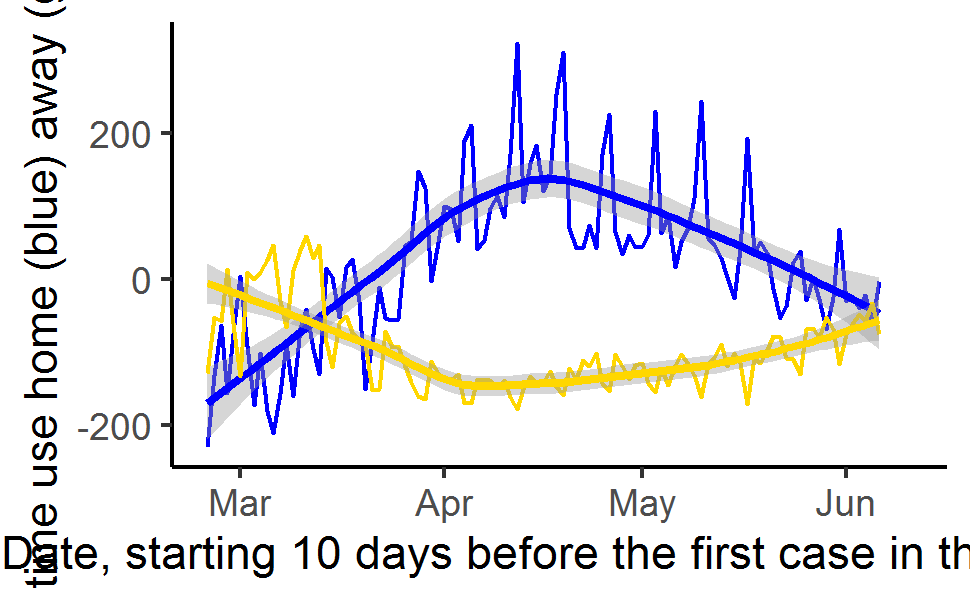 time use home (blue) away (
200
0
-200
Mar Apr May Jun
Date, starting 10 days before the first case in th